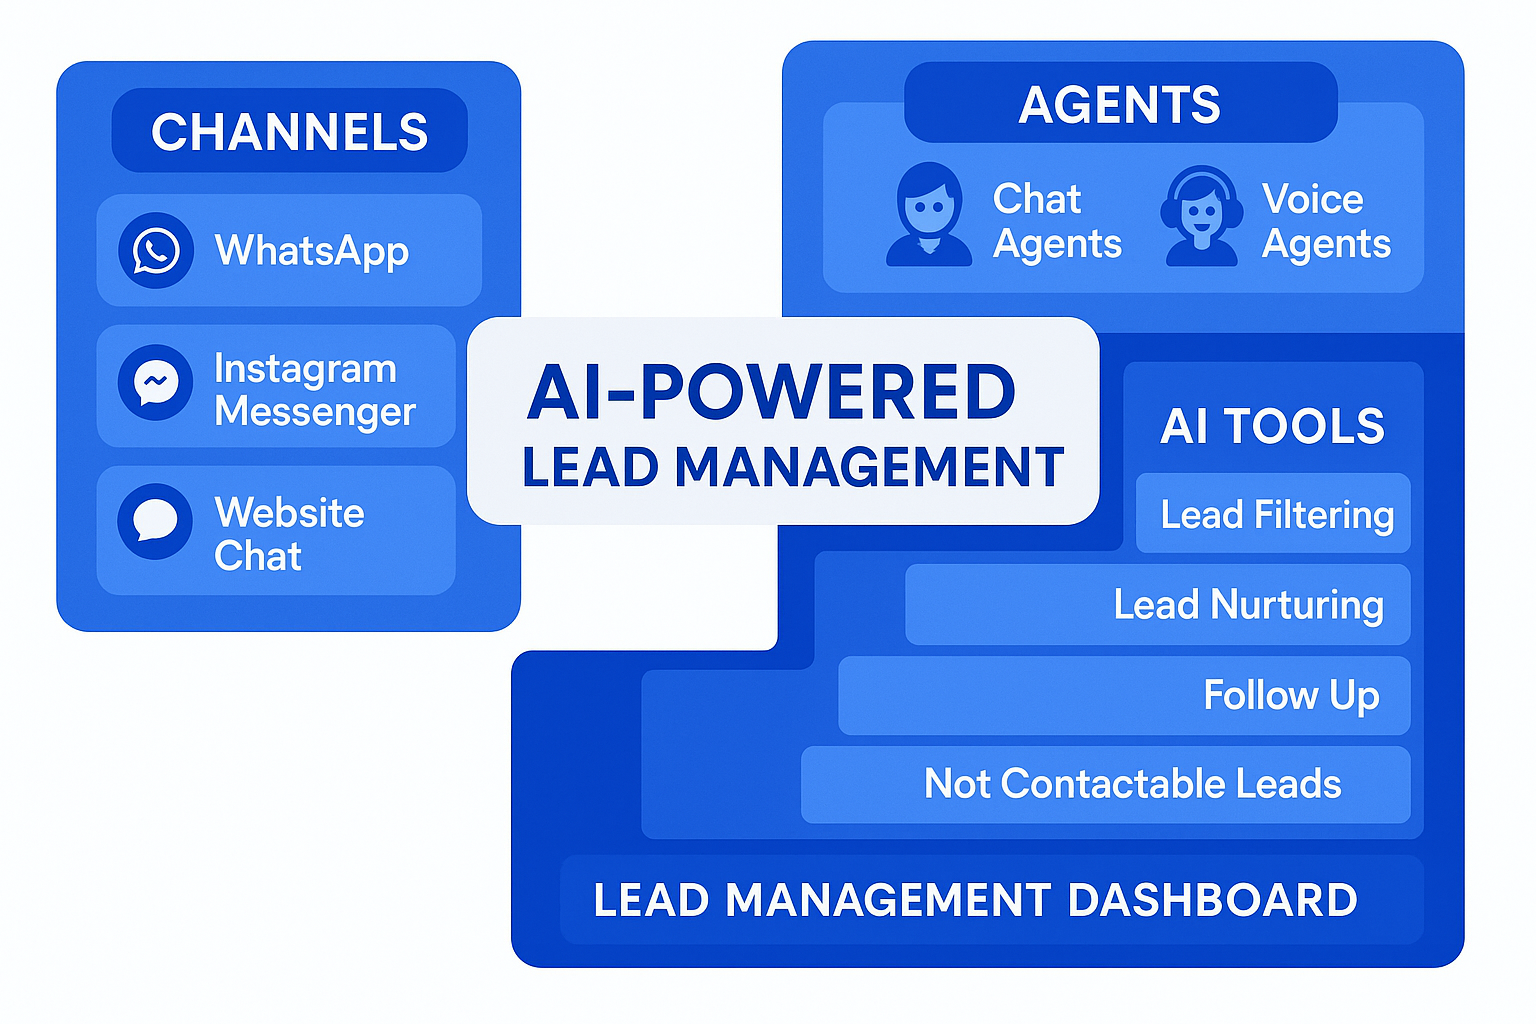 CHANNELS
WhatsApp
Instagram
Messenger
Website
Chat
AI-POWERED
LEAD MANAGEMENT
AGENTS
Chat
Agents
Voice
Agents
AI TOOLS
Lead Filtering
Lead Nurturing
Follow Up
Not Contactable Leads
LEAD MANAGEMENT DASHBOARD